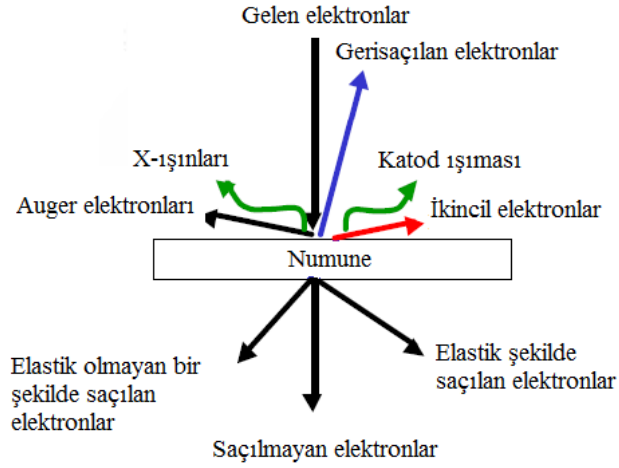 Gelen elektronlar
Gerisaçılan elektronlar
X-ışınları
Katod ışıması
Auger elektronları
İkincil elektronlar
Numune
Elastik olmayan bir
şekilde saçılan
elektronlar
Elastik şekilde
saçılan elektronlar
Saçılmayan elektronlar